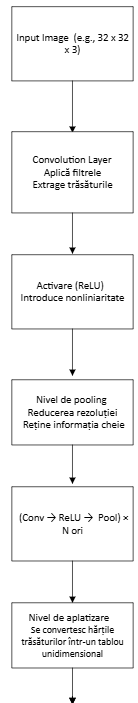 Input Image (e.g., 32 x 32
x 3)
Convolution Layer
Aplică filtrele
Extrage trăsăturile
Activare (ReLU)
Introduce nonliniaritate
Nivel de pooling
Reducerea rezoluției
Reține informația cheie
(Conv → ReLU → Pool) ×
N ori
Nivel de aplatizare
Se convertesc hărțile
trăsăturilor într-un tablou
unidimensional